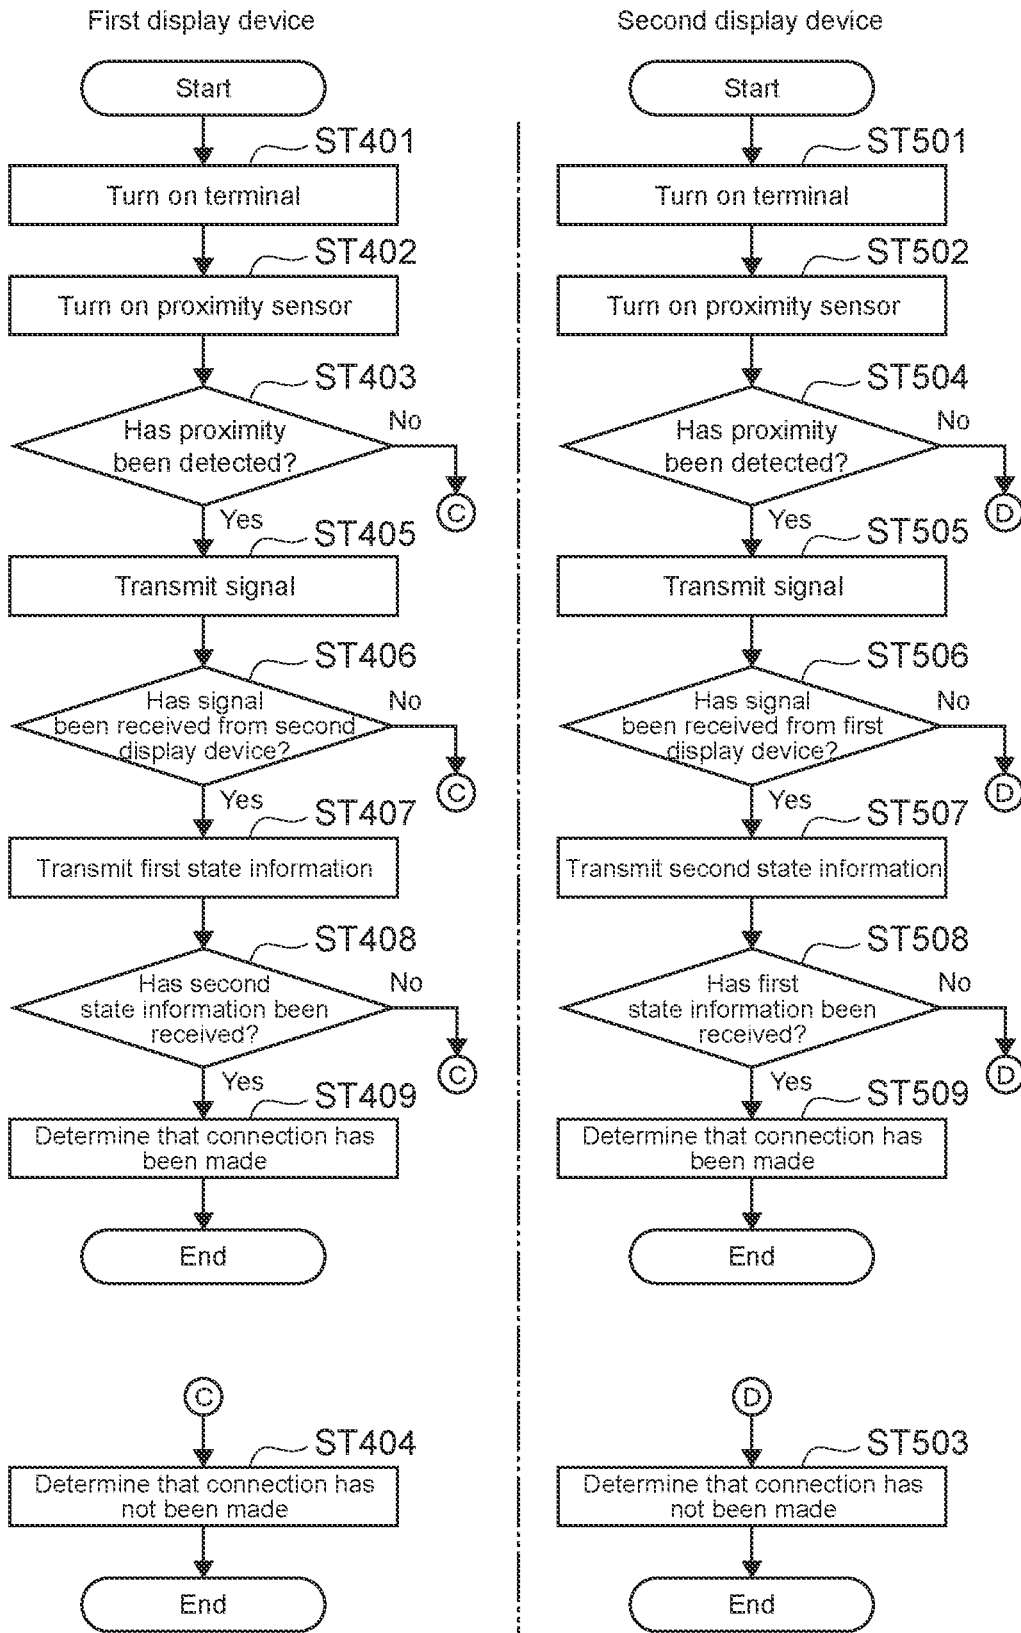 First display device
Start
ST401
Turn on terminal
ST402
Turn on proximity sensor
ST403
Has proximity
been detected?
No
C
Yes
ST405
Transmit signal
ST406
Has signal
been received from second
display device?
No
C
Yes
ST407
Transmit first state information
ST408
Has second
state information been
received?
No
C
Yes
ST409
Determine that connection has
been made
End
C
ST404
Determine that connection has
not been made
End
Second display device
Start
ST501
Turn on terminal
ST502
Turn on proximity sensor
ST504
Has proximity
been detected?
No
D
Yes
ST505
Transmit signal
ST506
Has signal
been received from first
display device?
No
D
Yes
ST507
Transmit second state information
ST508
Has first
state information been
received?
No
D
Yes
ST509
Determine that connection has
been made
End
D
ST503
Determine that connection has
not been made
End